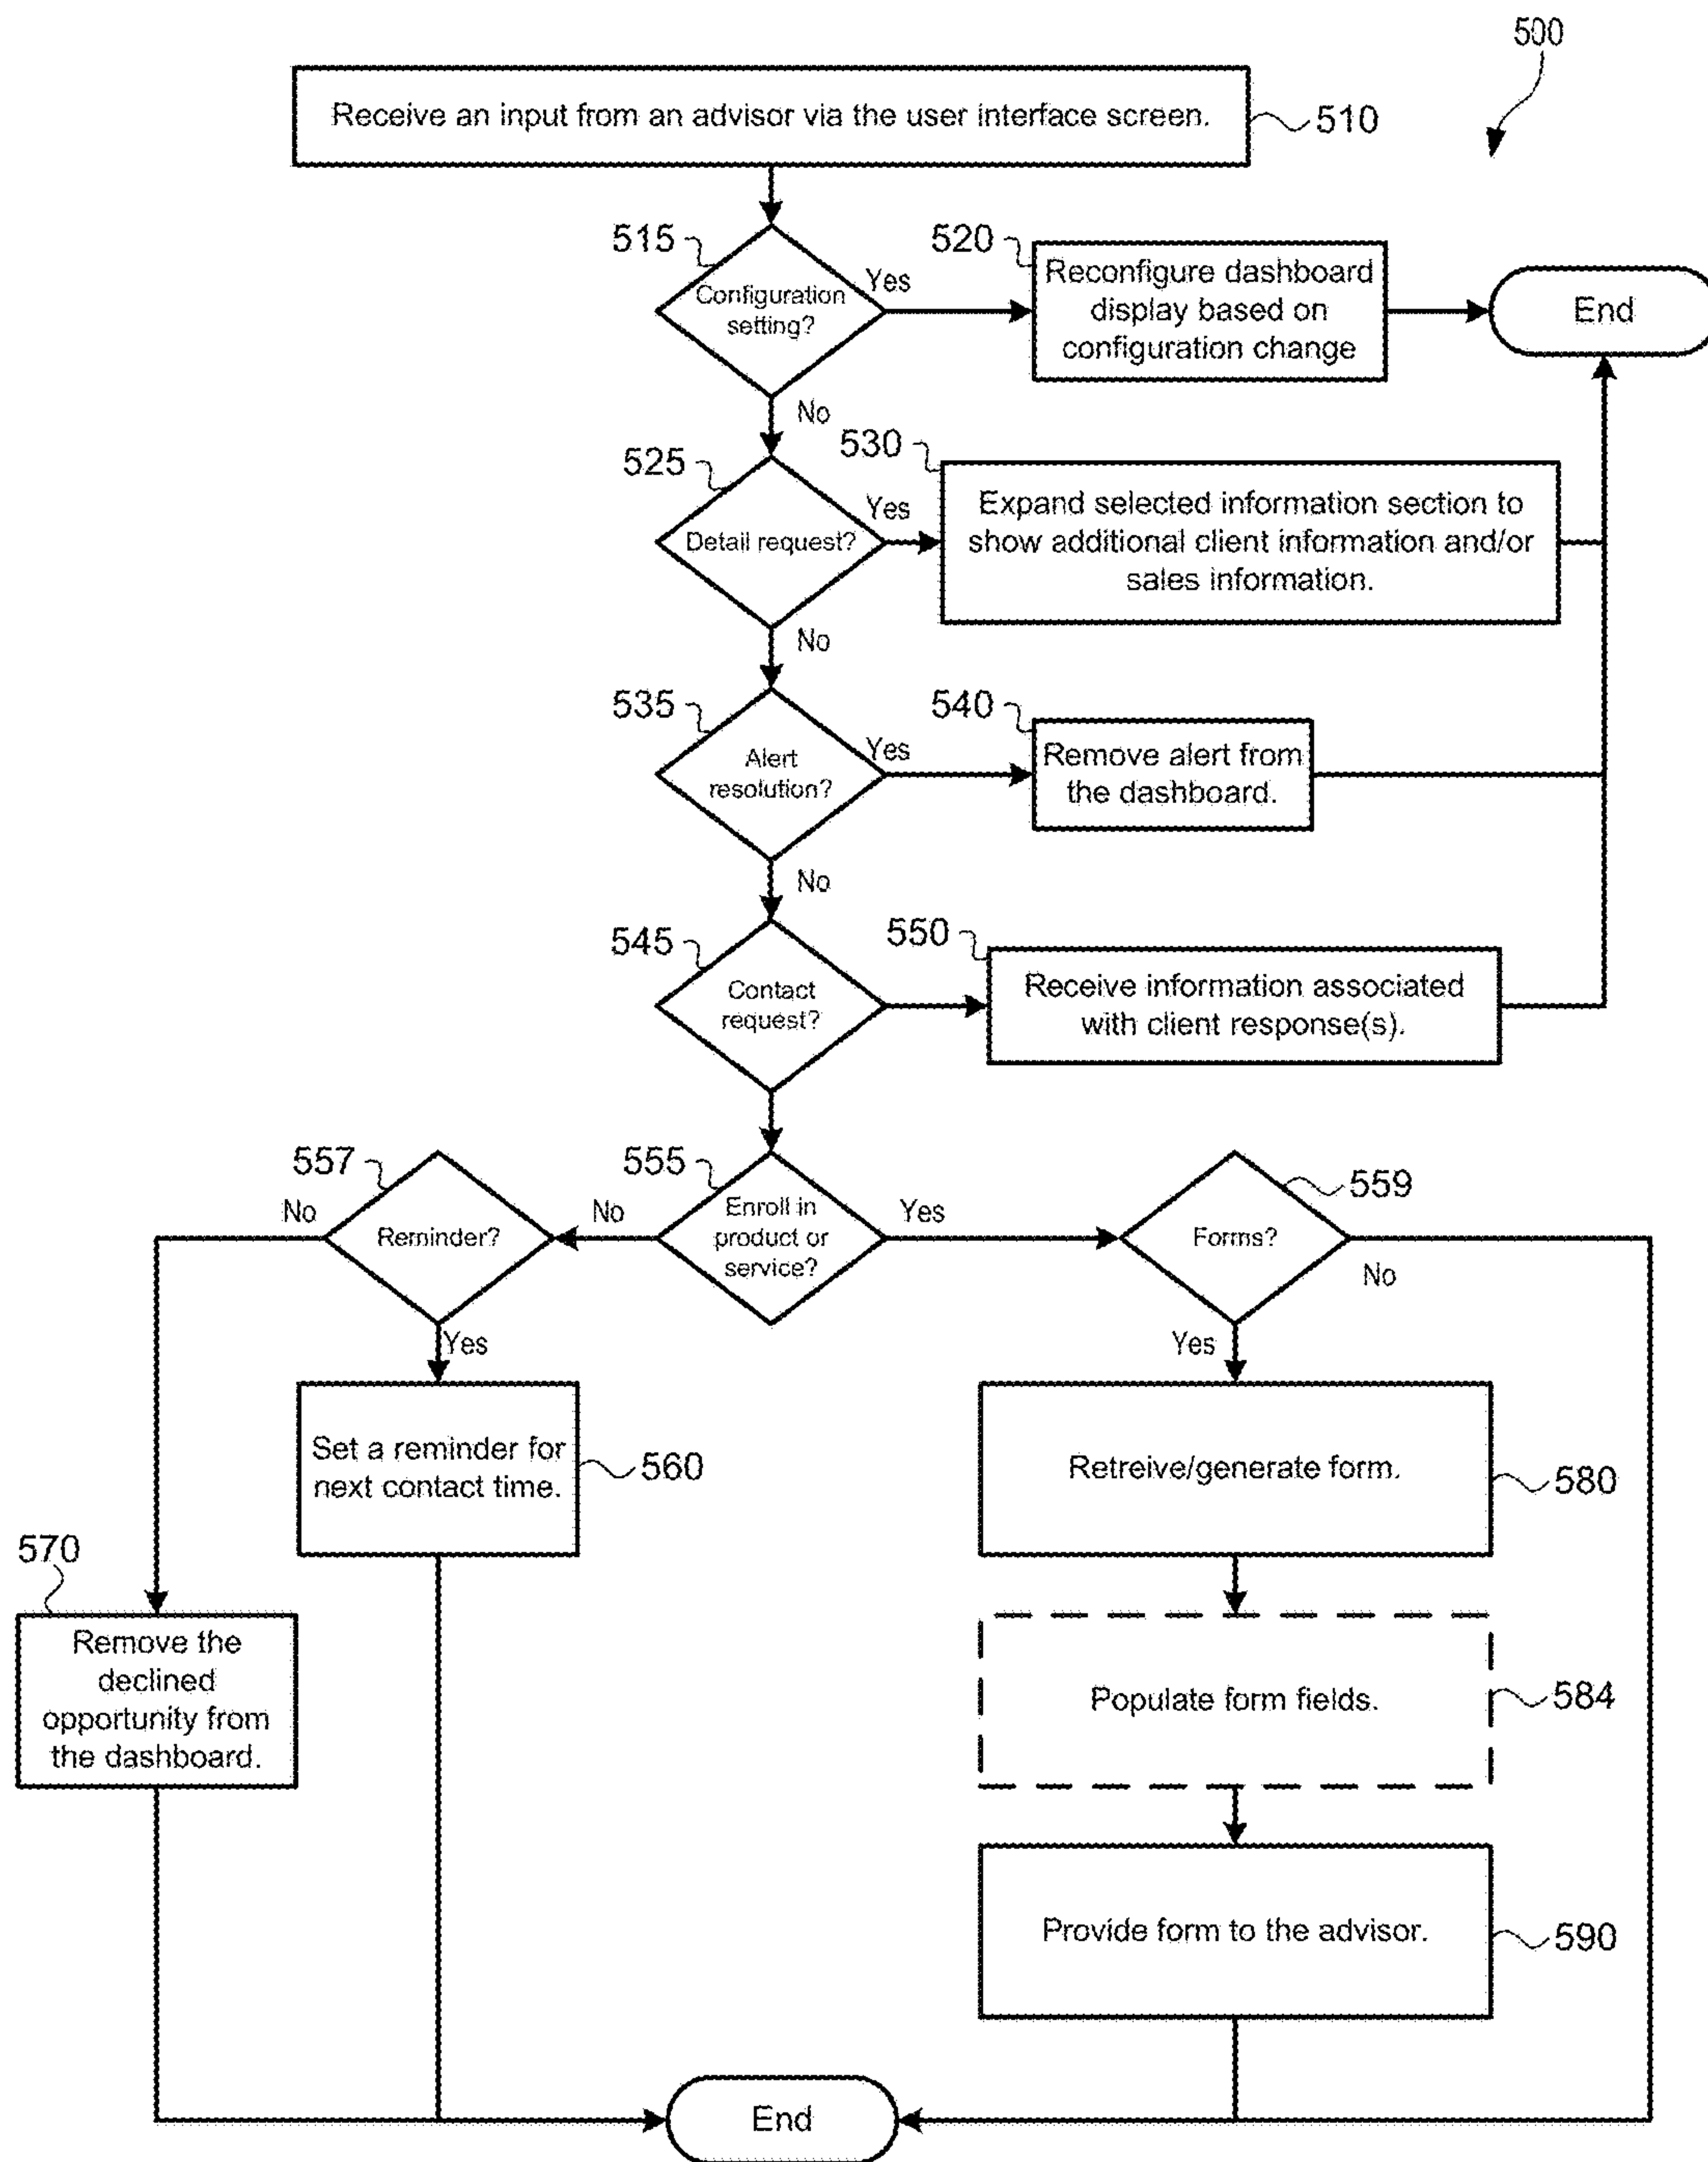 500
Receive an input from an advisor via the user interface screen.
510
515
Configuration
setting?
Yes
520
Reconfigure dashboard
display based on
configuration change
End
No
525
Detail request?
Yes
530
Expand selected information section to
show additional client information and/or
sales information.
No
535
Alert
resolution?
Yes
540
Remove alert from
the dashboard.
No
545
Contact
request?
550
Receive information associated
with client response(s).
557
Reminder?
No
555
Enroll in
product or
service?
No
Yes
559
Forms?
No
Yes
Yes
Set a reminder for
next contact time.
560
Retreive/generate form.
580
570
Remove the
declined
opportunity from
the dashboard.
Populate form fields.
584
Provide form to the advisor.
590
End